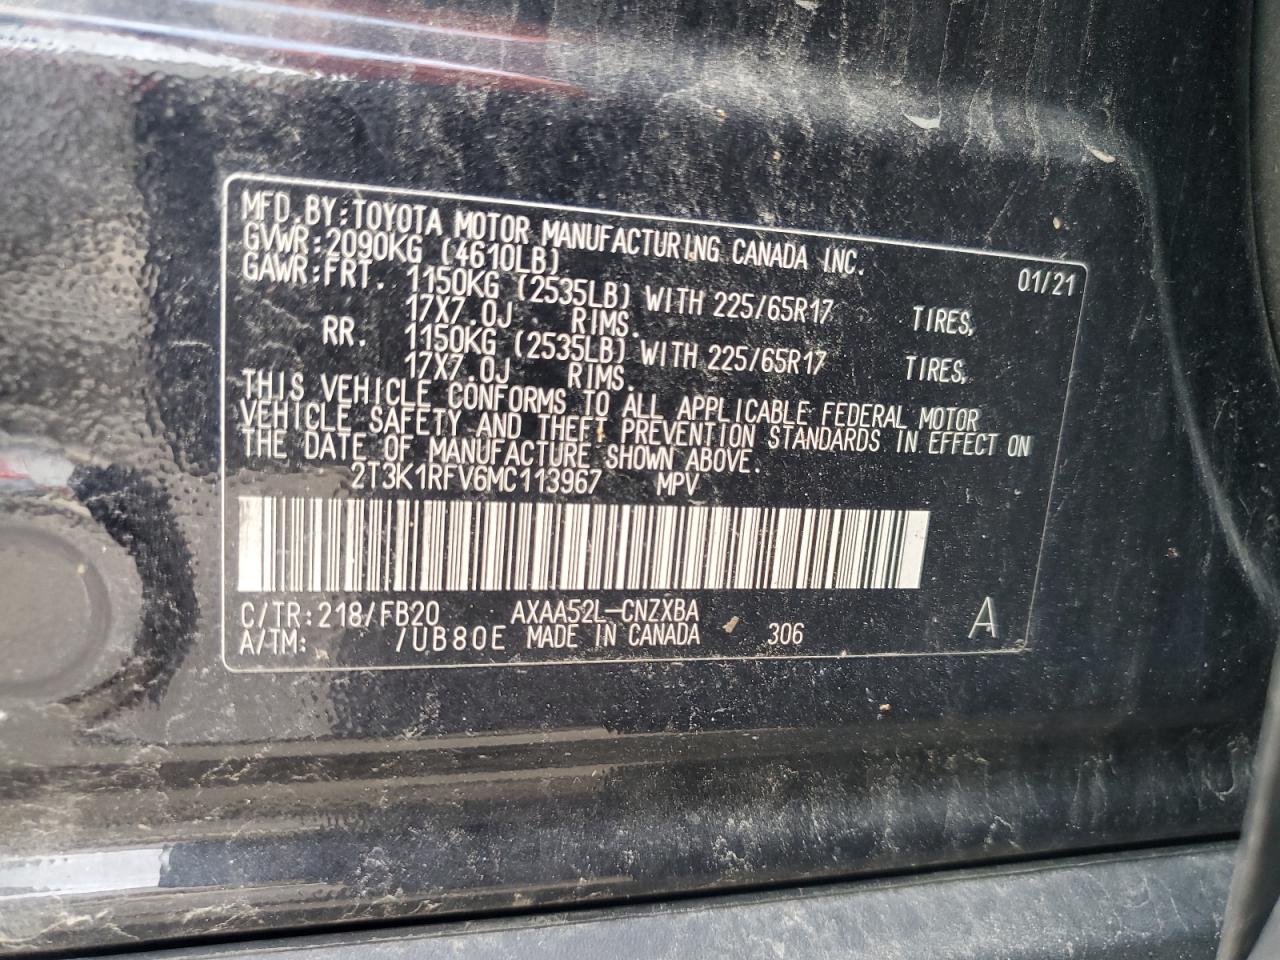 MFD.BY:TOYOTA MOTOR MANUFACTURING CANADA INC.
GVWR:2090KG (4610LB) 01/21
GAWR:FRT. 1150KG (2535LB) WITH 225/65R17 TIRES,
17X7.0J RIMS.
RR. 1150KG (2535LB) WITH 225/65R17 TIRES,
17X7.0J RIMS.
THIS VEHICLE CONFORMS TO ALL APPLICABLE FEDERAL MOTOR
VEHICLE SAFETY AND THEFT PREVENTION STANDARDS IN EFFECT ON
THE DATE OF MANUFACTURE SHOWN ABOVE.
2T3K1RFV6MC113967 MPV
C/TR:218/FB20 AXAA52L-CNZXBA
A/TM: /UB80E MADE IN CANADA 306 A